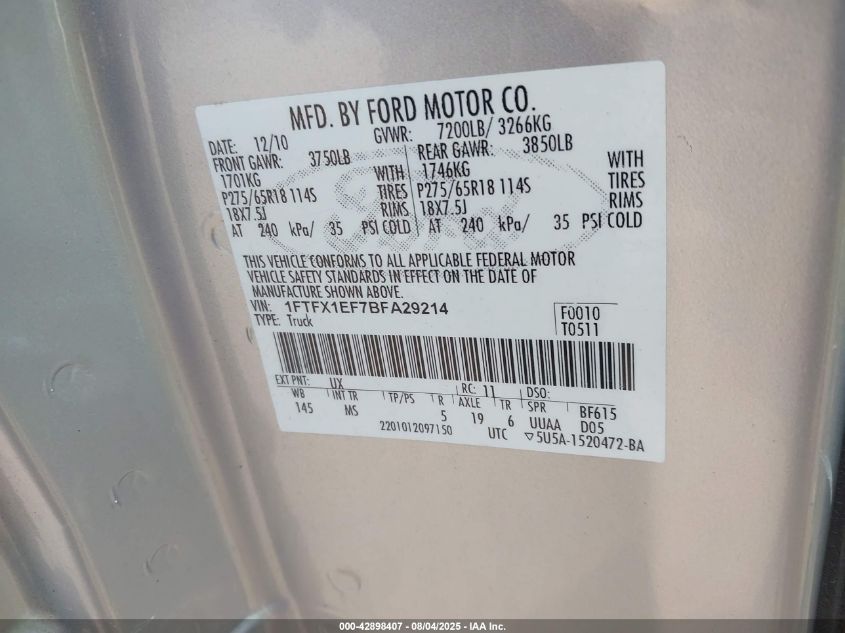 MFD. BY FORD MOTOR CO.
DATE: 12/10 GVWR: 7200LB/ 3266KG
FRONT GAWR: 3750LB REAR GAWR: 3850LB
1701KG WITH 1746KG WITH
P275/65R18 114S TIRES P275/65R18 114S TIRES
18X7.5J RIMS 18X7.5J RIMS
AT 240 kPa/ 35 PSI COLD AT 240 kPa/ 35 PSI COLD
THIS VEHICLE CONFORMS TO ALL APPLICABLE FEDERAL MOTOR
VEHICLE SAFETY STANDARDS IN EFFECT ON THE DATE OF
MANUFACTURE SHOWN ABOVE.
VIN: 1FTFX1EF7BFA29214 F0010
TYPE: Truck T0511
EXT PNT: UX RC: 11 DSO:
WB INT TR TP/PS R AXLE TR SPR BF615
145 MS 5 19 6 UUAA D05
2201012097150 UTC ▽5U5A-1520472-BA
000-42898407 - 08/04/2025 - IAA Inc.